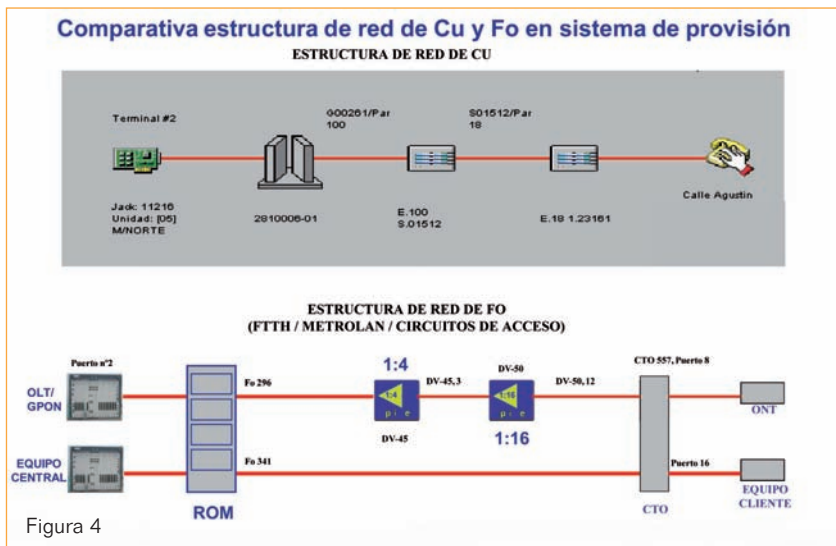 Comparativa estructura de red de Cu y Fo en sistema de provisión
ESTRUCTURA DE RED DE CU
Terminal #2
G00261/Par
100
S01512/Par
18
Jack: 11216
Unidad: [05]
M/NORTE
2810006-01
E.100
S.01512
E.18 1.23161
Calle Agustin
ESTRUCTURA DE RED DE FO
(FTTH / METROLAN / CIRCUITOS DE ACCESO)
Puerto nº2
OLT/
GPON
Fo 296
1:4
1:4
DV-45
DV-45, 3
DV-50
1:16
1:16
DV-50, 12
CTO 557, Puerto 8
ONT
EQUIPO
CENTRAL
Fo 341
Puerto 16
EQUIPO
CLIENTE
ROM
CTO
Figura 4